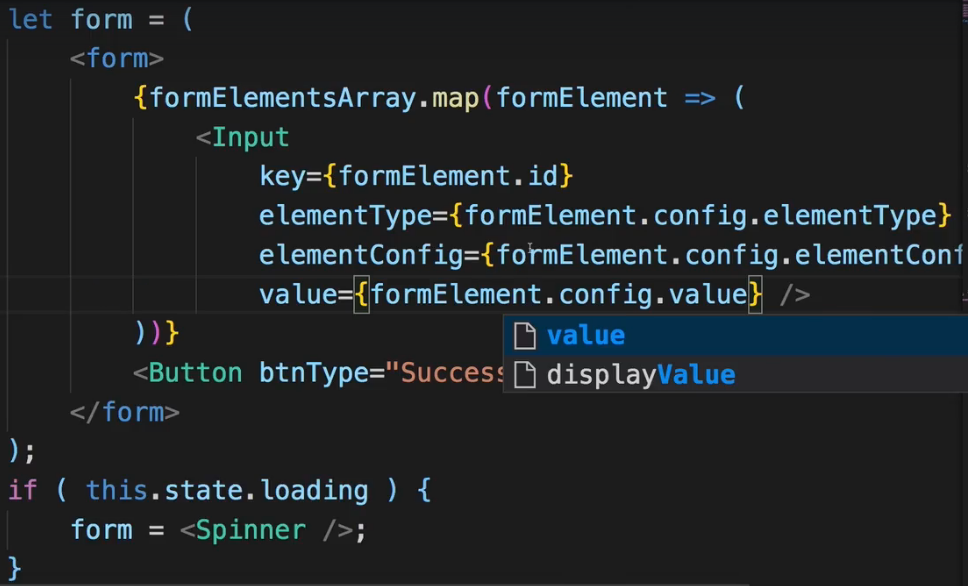 let form = (
<form>
{formElementsArray.map(formElement => (
<Input
key={formElement.id}
elementType={formElement.config.elementType}
elementConfig={formElement.config.elementConf
value={formElement.config.value} />
))}
value
<Button btnType="Success
displayValue
</form>
);
if ( this.state.loading ) {
form = <Spinner />;
}